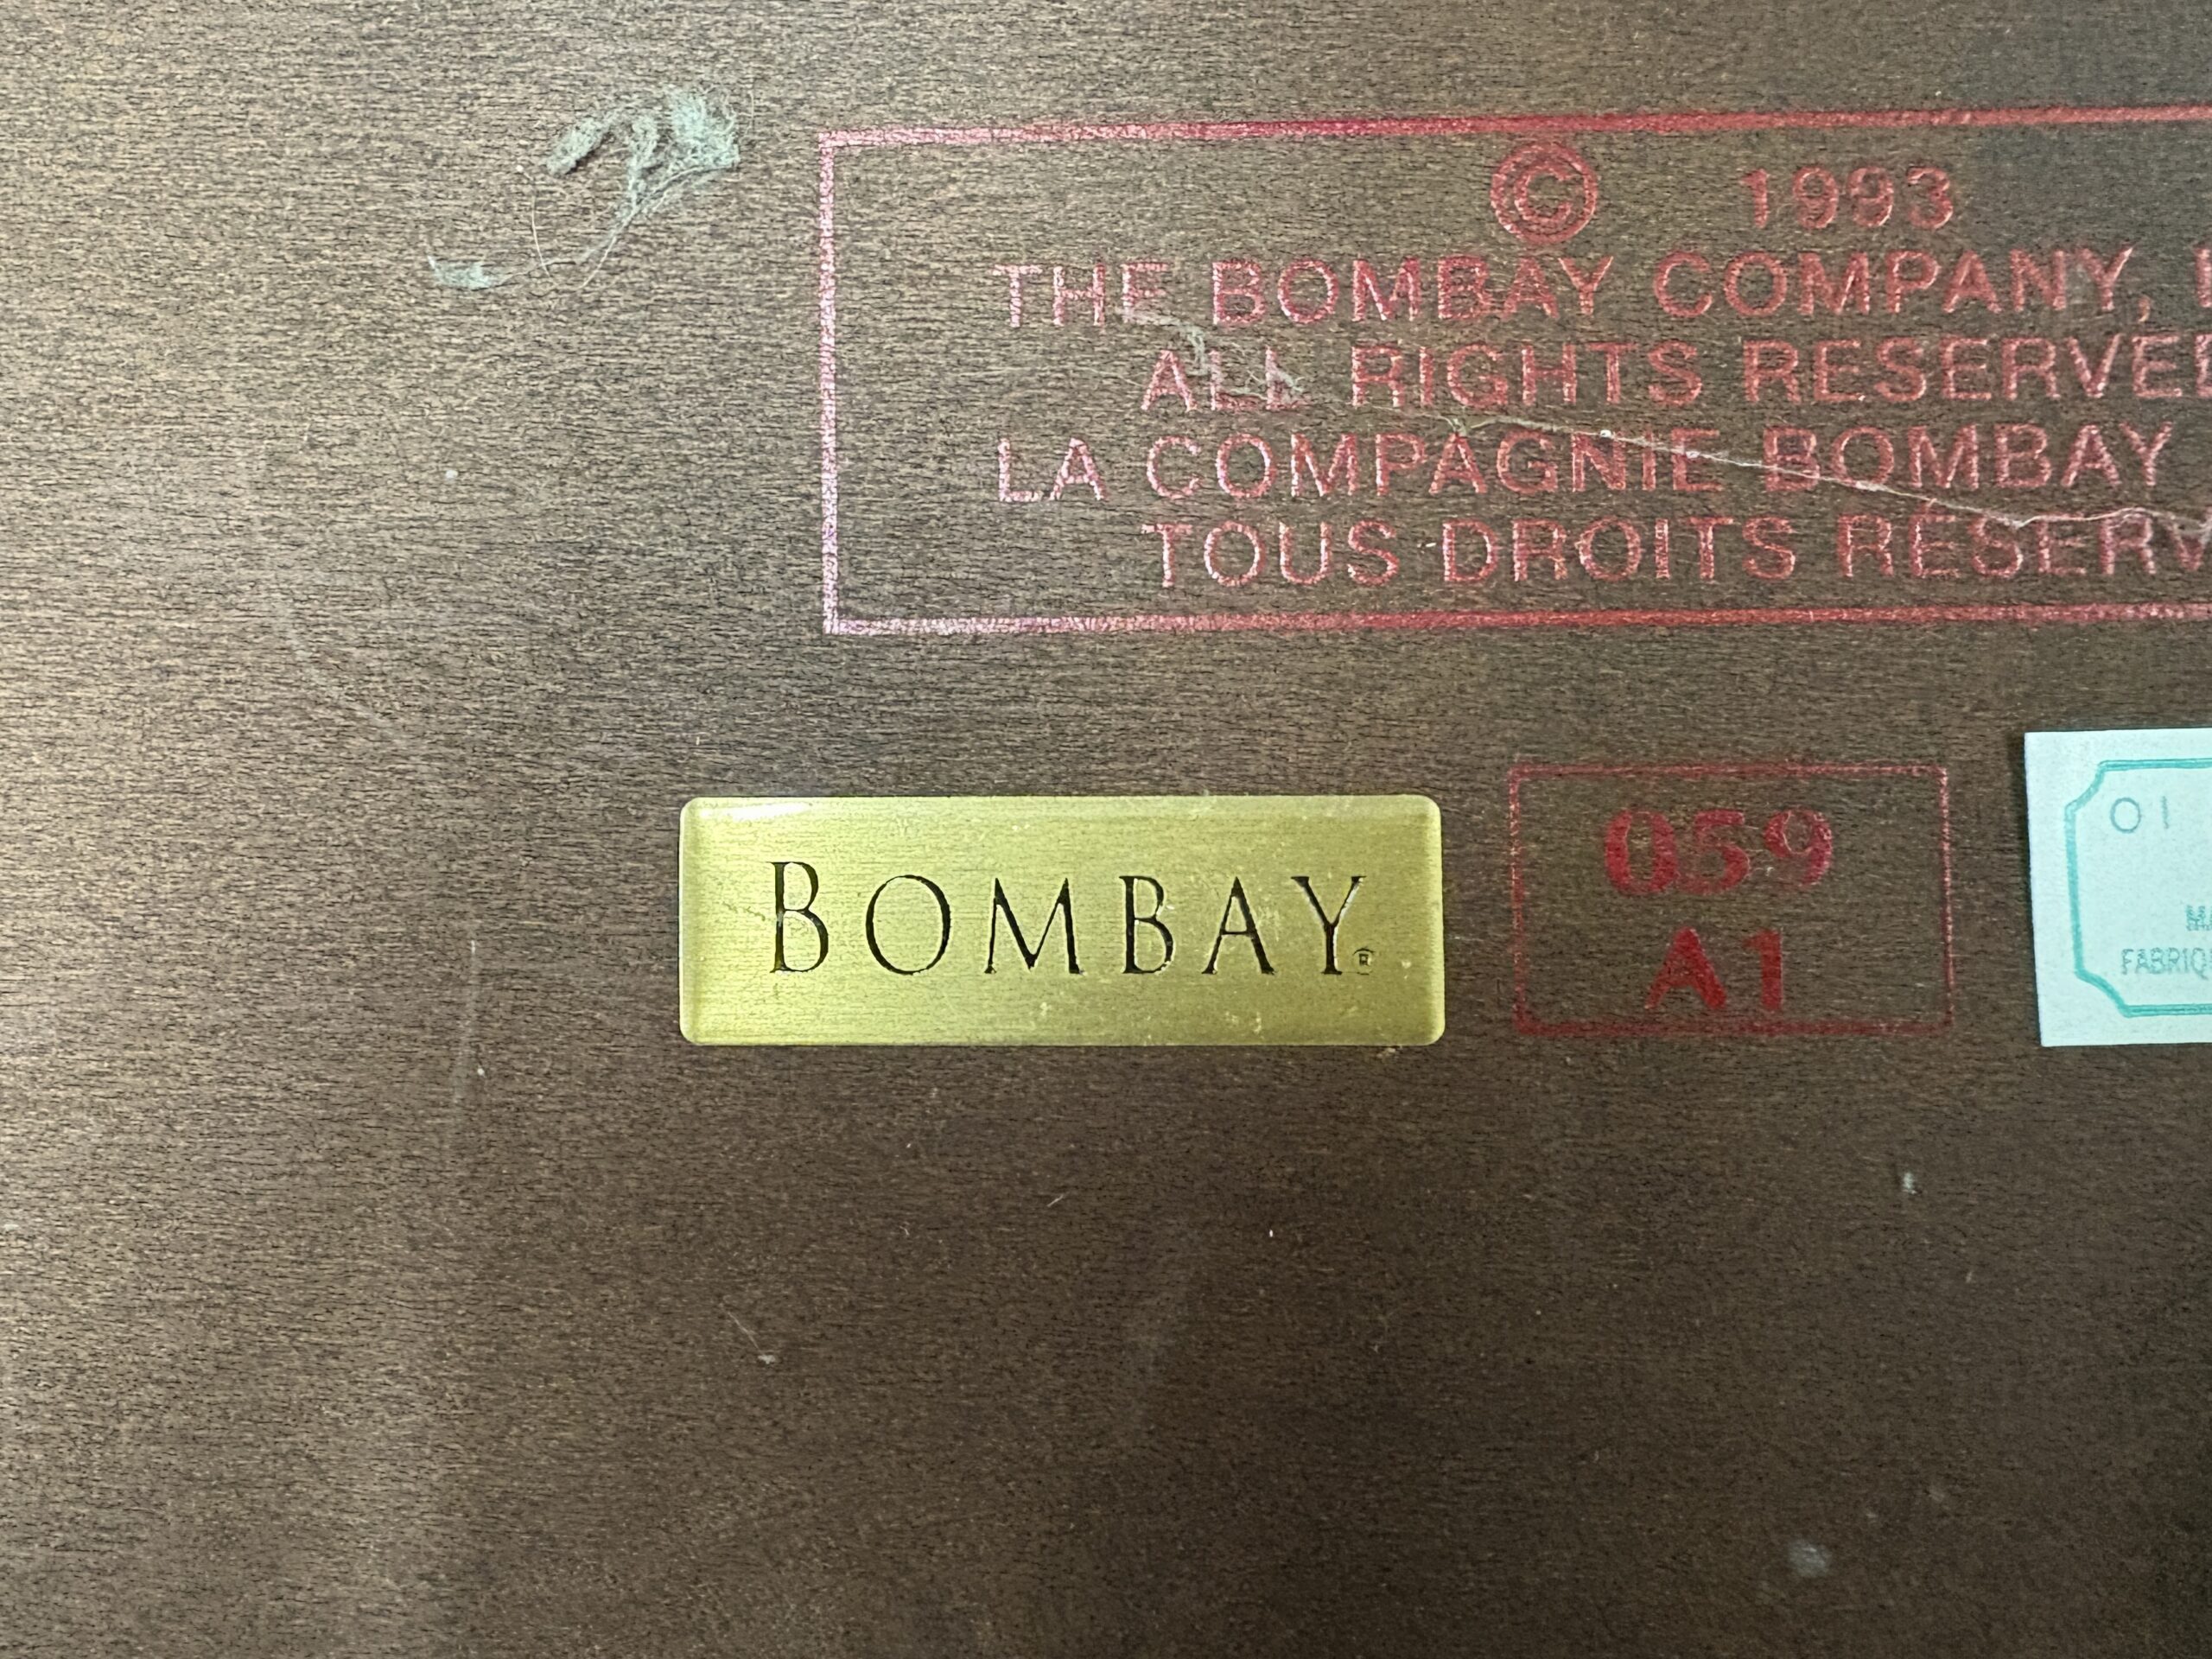 © 1993
THE BOMBAY COMPANY,
ALL RIGHTS
LA COMPAGNIE BOMBAY
TOUS DROITS
BOMBAY®
059
A1